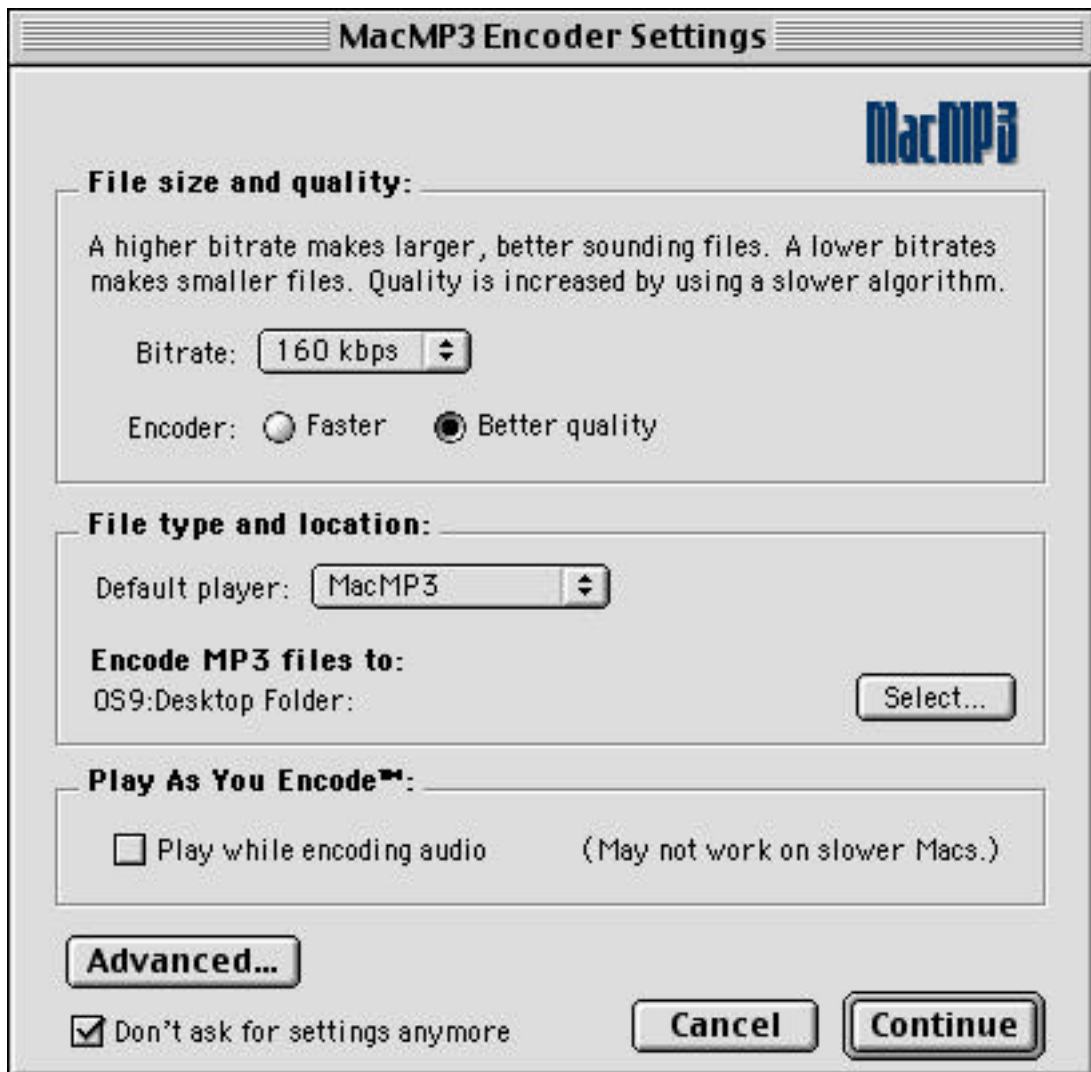 MacMP3 Encoder Settings
MacMP3
File size and quality:
A higher bitrate makes larger, better sounding files. A lower bitrates
makes smaller files. Quality is increased by using a slower algorithm.
Bitrate: 160 kbps
Encoder: Faster Better quality
File type and location:
Default player: MacMP3
Encode MP3 files to:
OS9:Desktop Folder:
Select...
Play As You Encode™:
Play while encoding audio (May not work on slower Macs.)
Advanced...
Don't ask for settings anymore
Cancel Continue